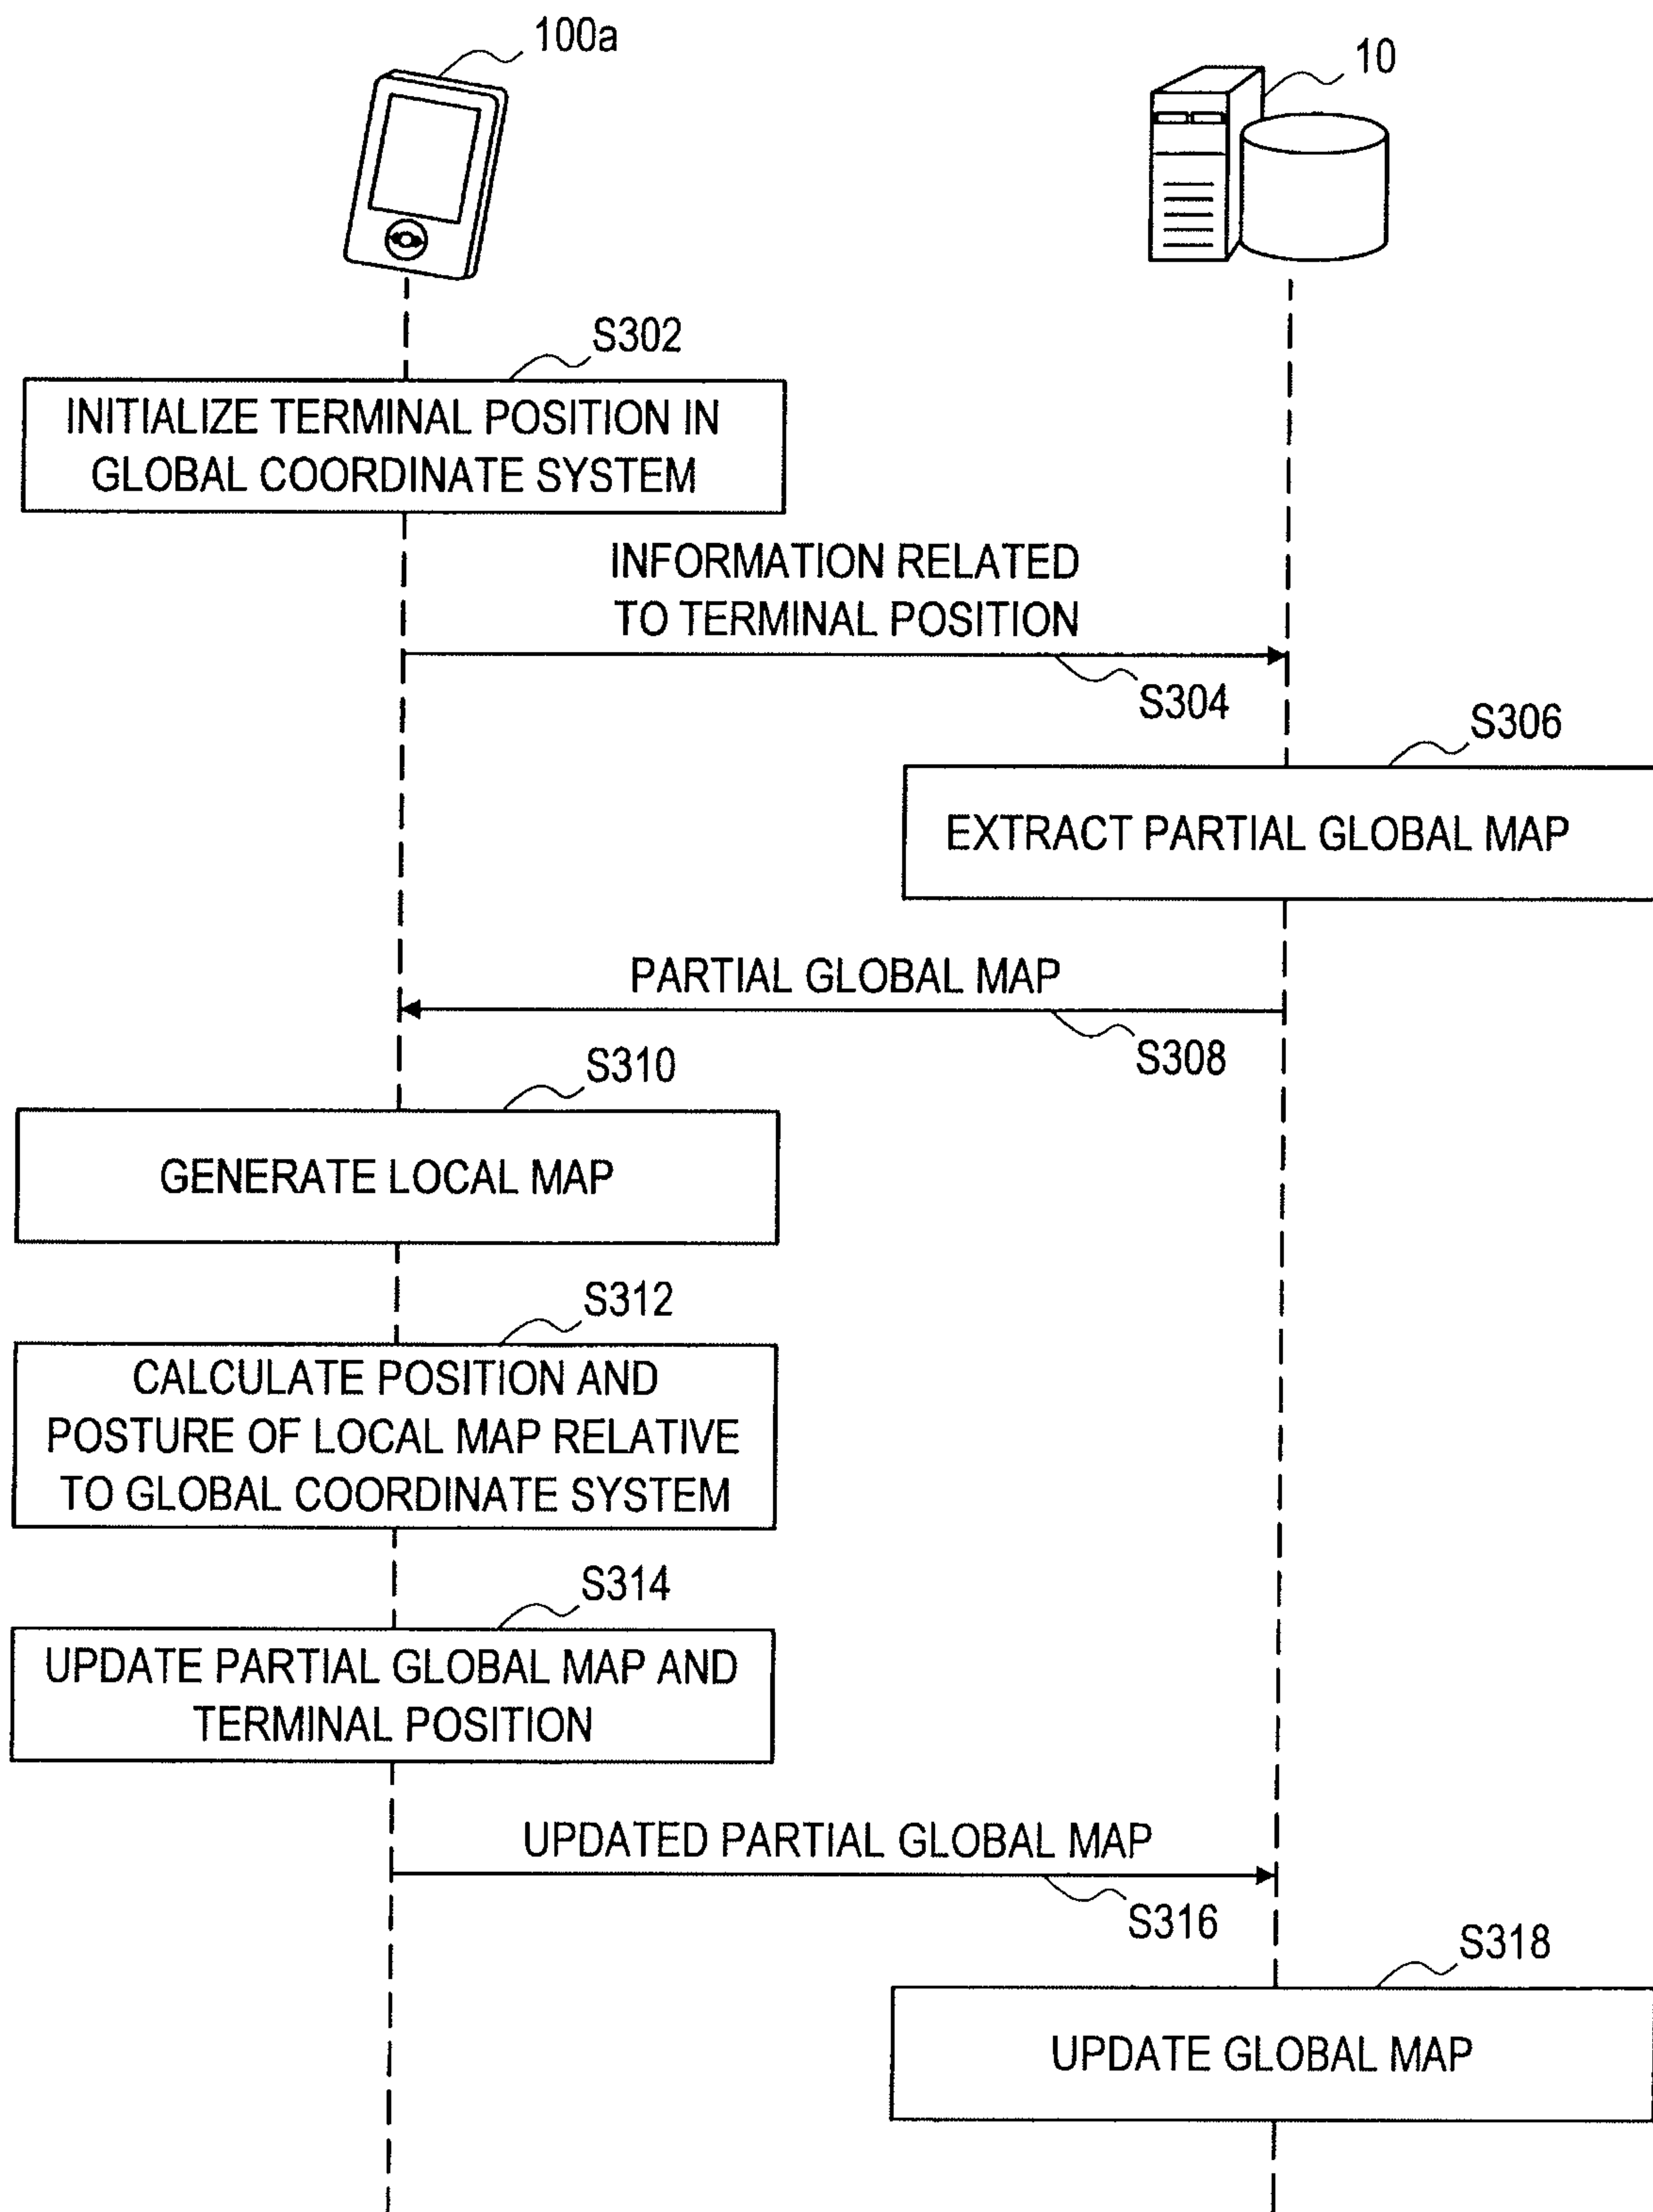 100a
10
S302
INITIALIZE TERMINAL POSITION IN
GLOBAL COORDINATE SYSTEM
INFORMATION RELATED
TO TERMINAL POSITION
S304
S306
EXTRACT PARTIAL GLOBAL MAP
PARTIAL GLOBAL MAP
S308
S310
GENERATE LOCAL MAP
S312
CALCULATE POSITION AND
POSTURE OF LOCAL MAP RELATIVE
TO GLOBAL COORDINATE SYSTEM
S314
UPDATE PARTIAL GLOBAL MAP AND
TERMINAL POSITION
UPDATED PARTIAL GLOBAL MAP
S316
S318
UPDATE GLOBAL MAP